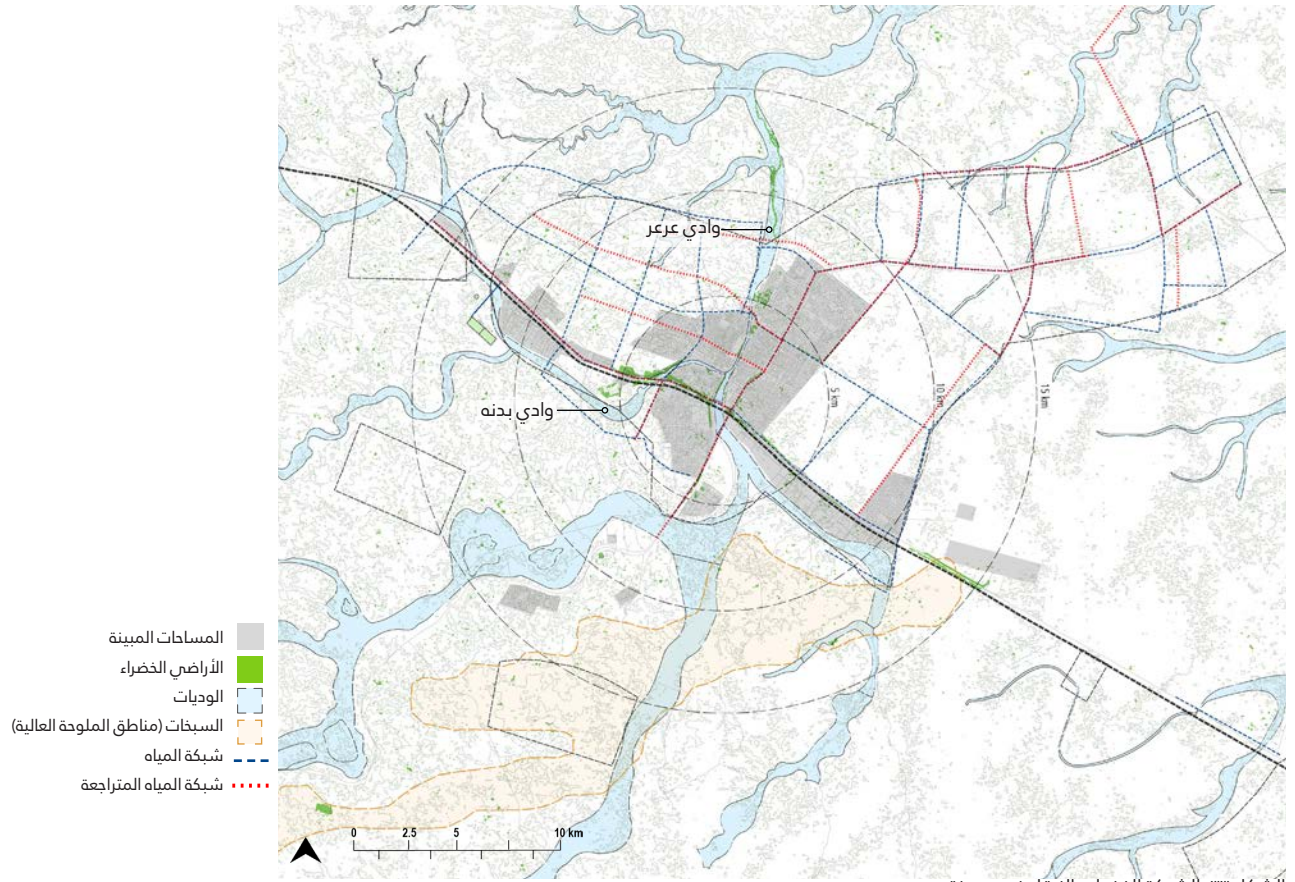 وادي عرعر
وادي بدنه
5 km
10 km
15 km
المساحات المبينة
الأراضي الخضراء
الوديات
السبخات (مناطق الملوحة العالية)
شبكة المياه
شبكة المياه المتراجعة
0 2.5 5 10 km